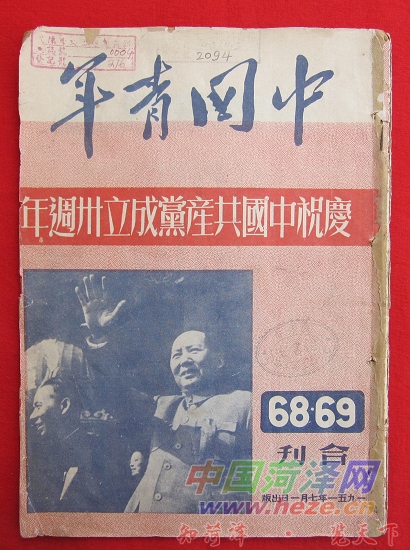 2094
中国青年
慶祝中國共產黨成立卅週年
68·69
合刊
一九五一年七月一日出版
中国菏泽网
www.heze.cn
知菏泽 · 览天下